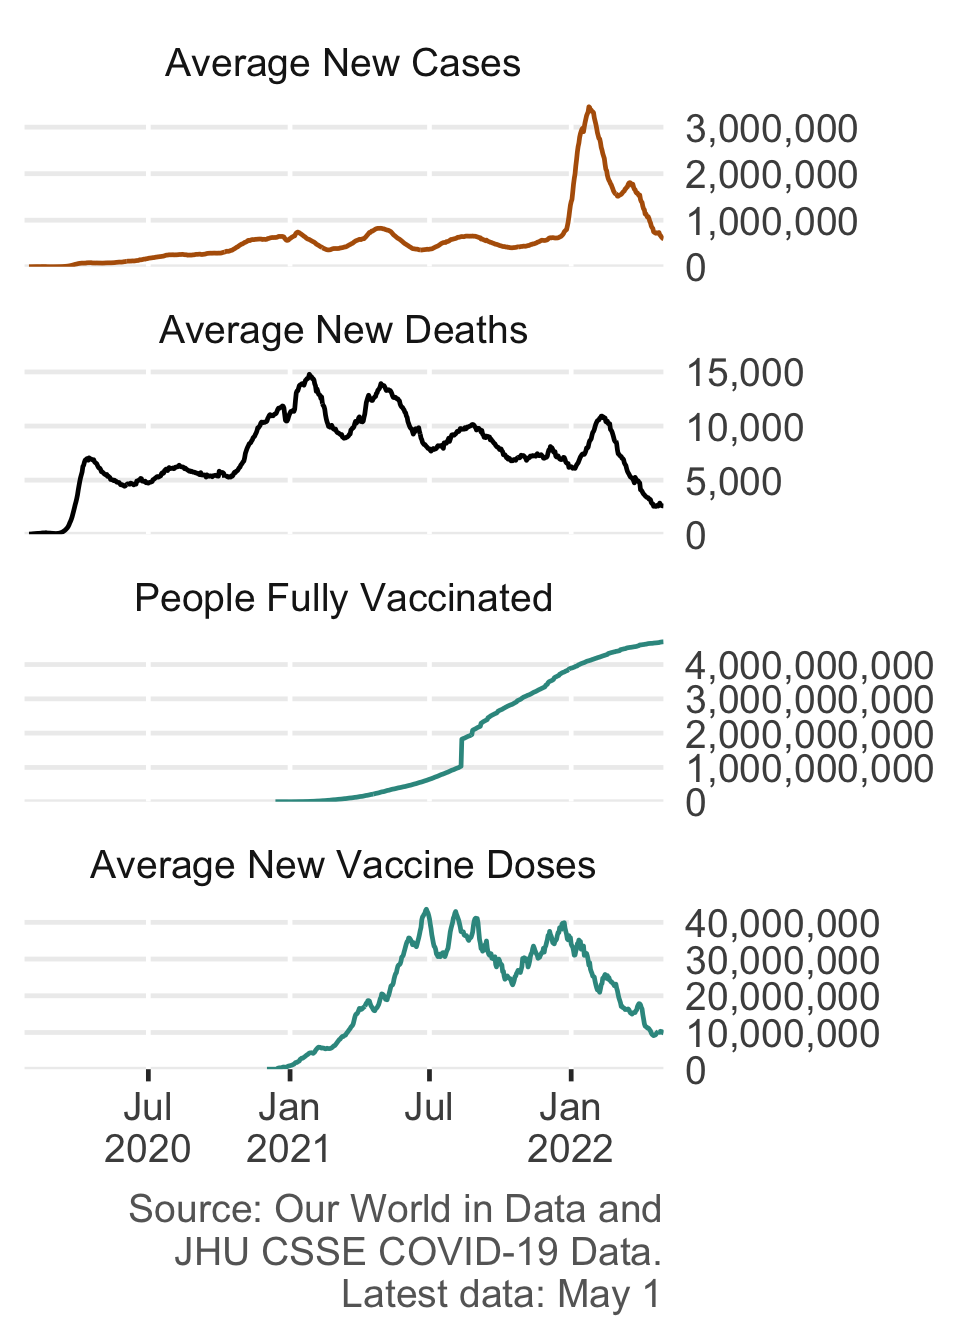 Average New Cases
3,000,000
2,000,000
1,000,000
0
Average New Deaths
15,000
10,000
5,000
0
People Fully Vaccinated
4,000,000,000
3,000,000,000
2,000,000,000
1,000,000,000
0
Average New Vaccine Doses
40,000,000
30,000,000
20,000,000
10,000,000
0
Jul Jan Jul Jan
2020 2021 2022
Source: Our World in Data and
JHU CSSE COVID-19 Data.
Latest data: May 1